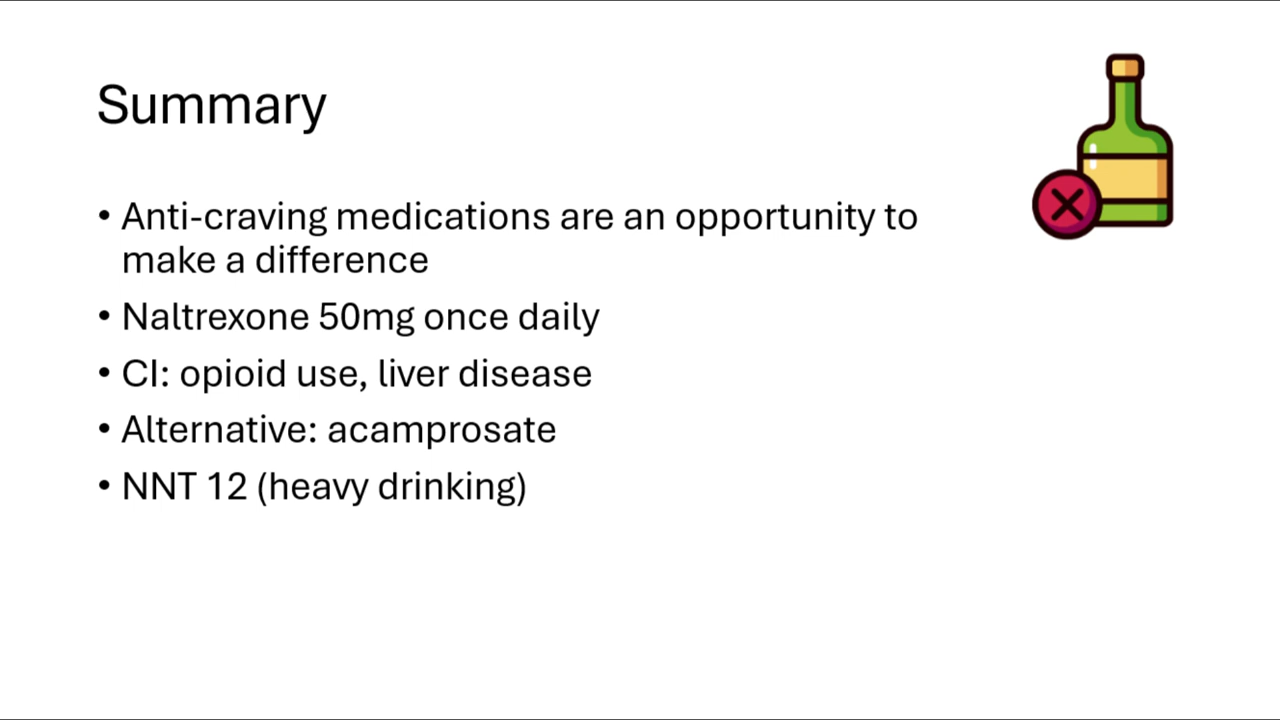 Summary
• Anti-craving medications are an opportunity to
make a difference
• Naltrexone 50mg once daily
• CI: opioid use, liver disease
• Alternative: acamprosate
• NNT 12 (heavy drinking)